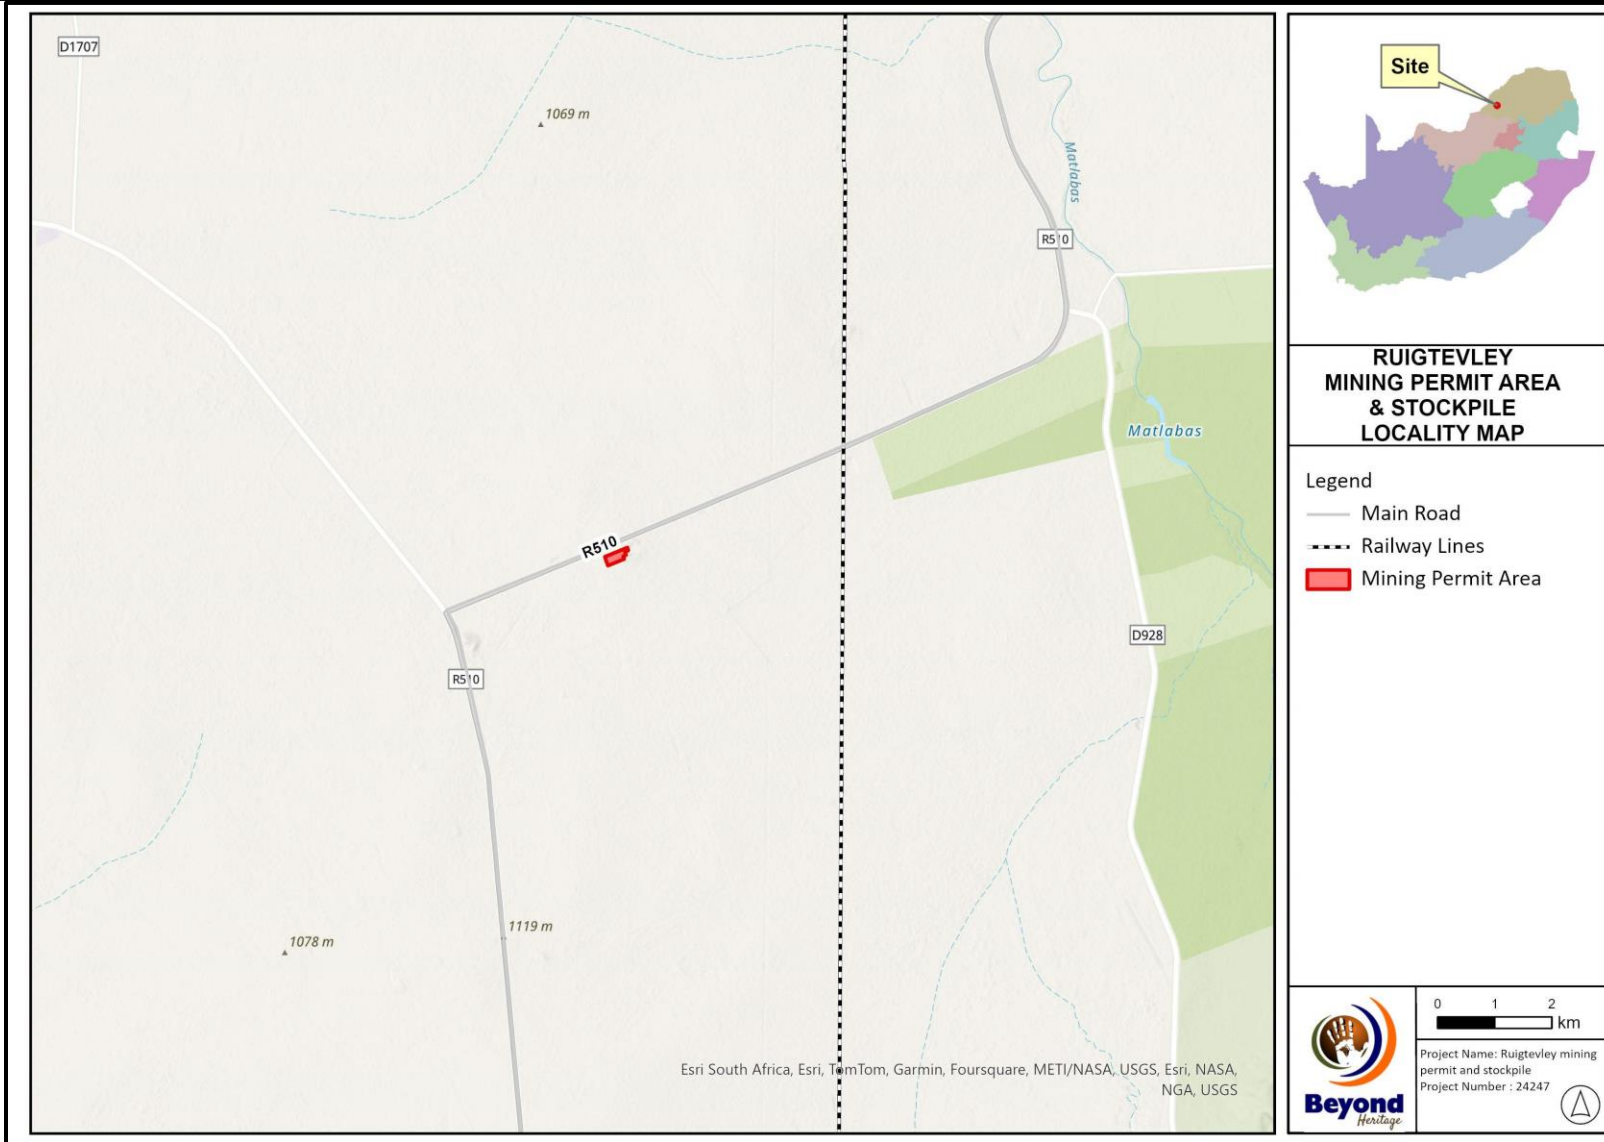 D1707
1069 m
Matlabas
R510
Matlabas
R510
D928
R510
1119 m
1078 m
Esri South Africa, Esri, TomTom, Garmin, Foursquare, METI/NASA, USGS, Esri, NASA,
NGA, USGS
Site
RUIGTEVLEY
MINING PERMIT AREA
& STOCKPILE
LOCALITY MAP
Legend
Main Road
Railway Lines
Mining Permit Area
Beyond
Heritage
0 1 2
km
Project Name: Ruigtevley mining
permit and stockpile
Project Number : 24247